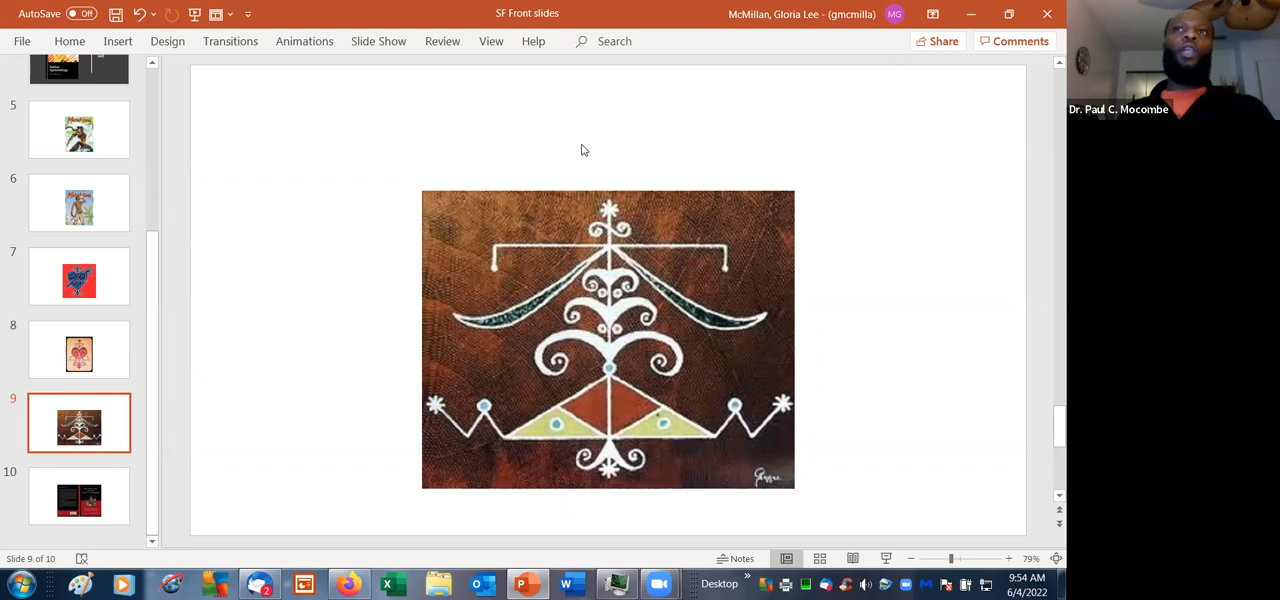 AutoSave Off SF Front slides McMillan, Gloria Lee - (gmcmilla) MG
File Home Insert Design Transitions Animations Slide Show Review View Help Search Share Comments
Dr. Paul C. Mocombe
5
6
7
8
9
10
Slide 9 of 10 Notes 79%
Desktop » 9:54 AM
6/4/2022